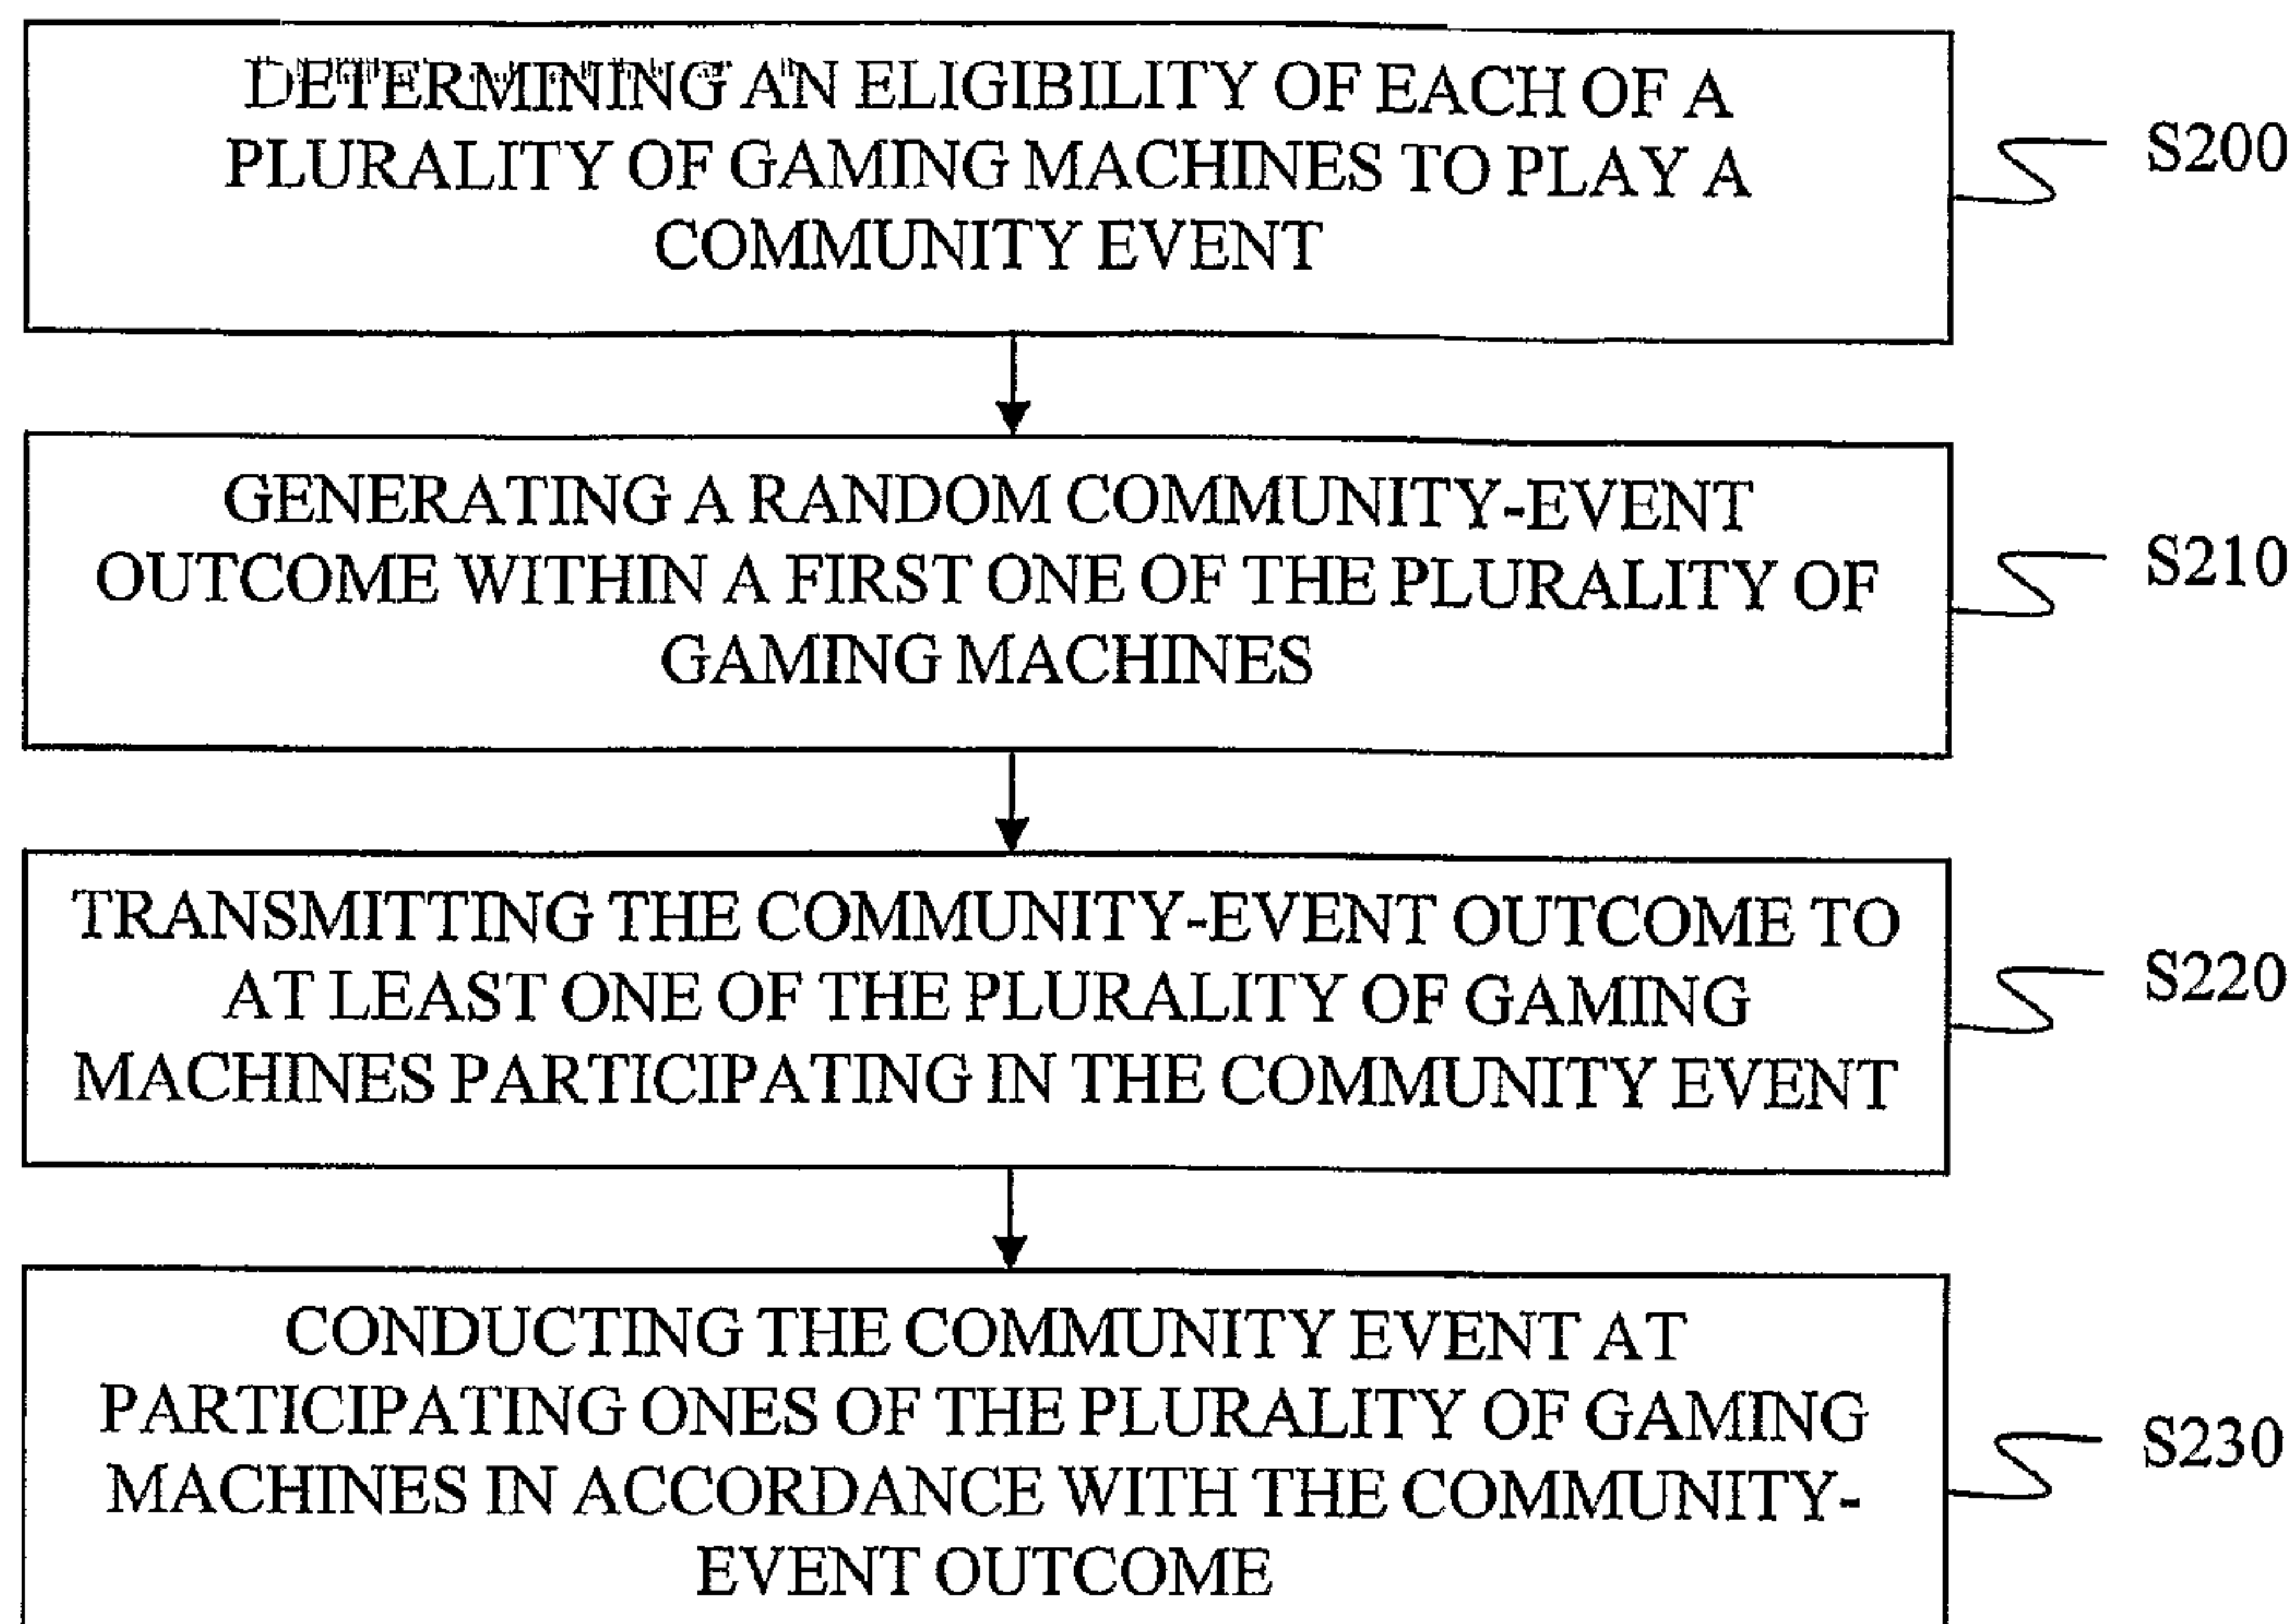 DETERMINING AN ELIGIBILITY OF EACH OF A
PLURALITY OF GAMING MACHINES TO PLAY A
COMMUNITY EVENT
S200
GENERATING A RANDOM COMMUNITY-EVENT
OUTCOME WITHIN A FIRST ONE OF THE PLURALITY OF
GAMING MACHINES
S210
TRANSMITTING THE COMMUNITY-EVENT OUTCOME TO
AT LEAST ONE OF THE PLURALITY OF GAMING
MACHINES PARTICIPATING IN THE COMMUNITY EVENT
S220
CONDUCTING THE COMMUNITY EVENT AT
PARTICIPATING ONES OF THE PLURALITY OF GAMING
MACHINES IN ACCORDANCE WITH THE COMMUNITY-
EVENT OUTCOME
S230